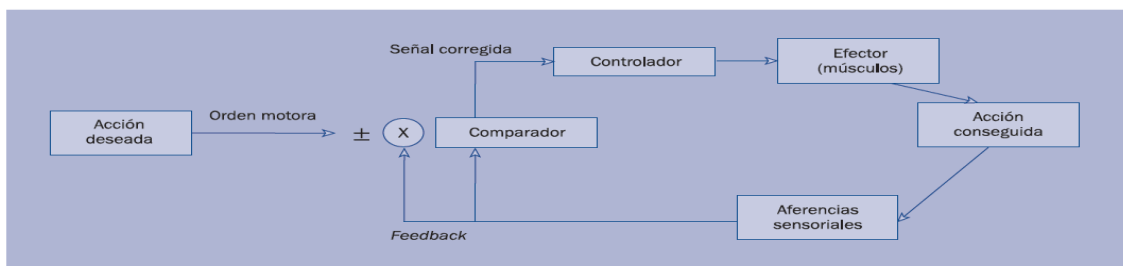 Señal corregida
Controlador
Efector
(músculos)
Acción
deseada
Orden motora
±
X
Comparador
Acción
conseguida
Aferencias
sensoriales
Feedback